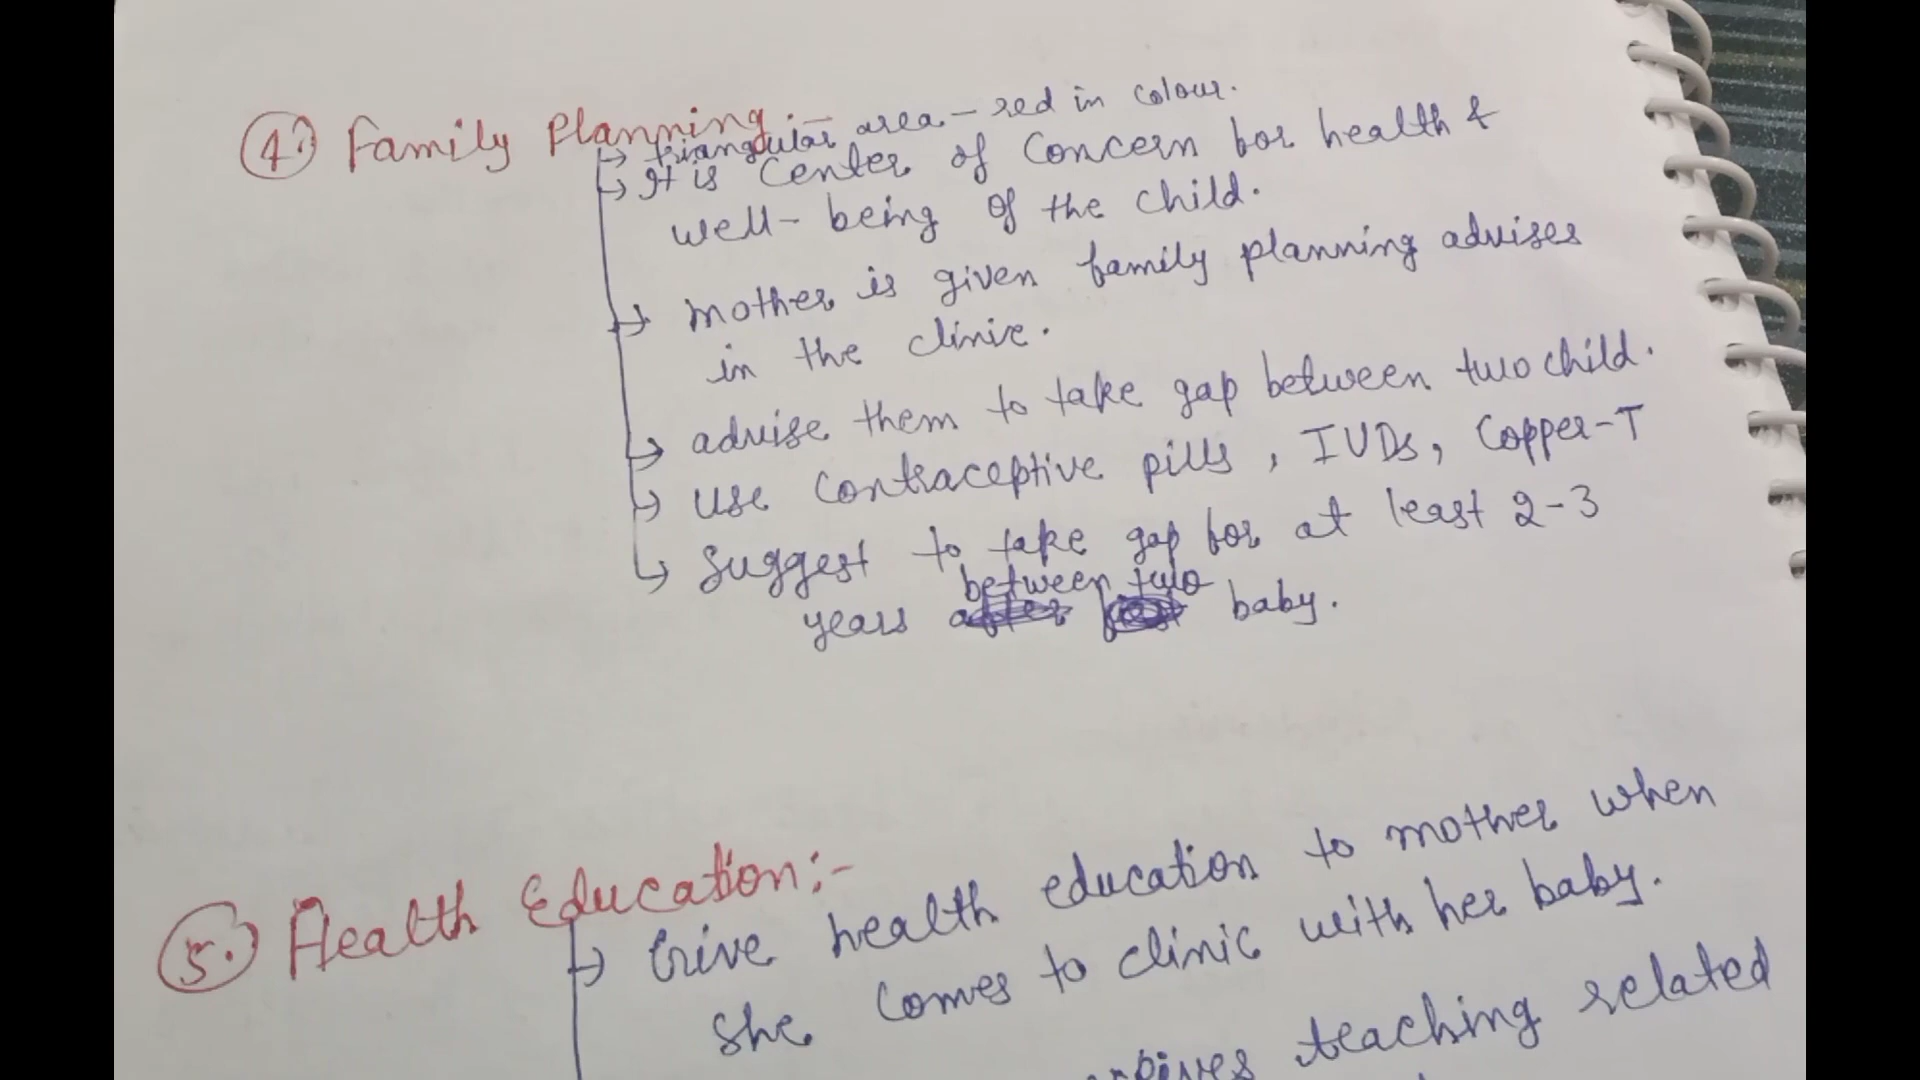 4. Family Planning :-
→ triangular area - red in colour.
→ It is Center of Concern for health &
well-being of the child.
→ mother is given family planning advises
in the clinic.
→ advise them to take gap between two child.
→ use Contraceptive pills, IUDs, Copper-T
→ Suggest to take gap for at least 2-3
between two
years baby.
5. Health Education :-
→ Give health education to mother when
She comes to clinic with her baby.
teaching related